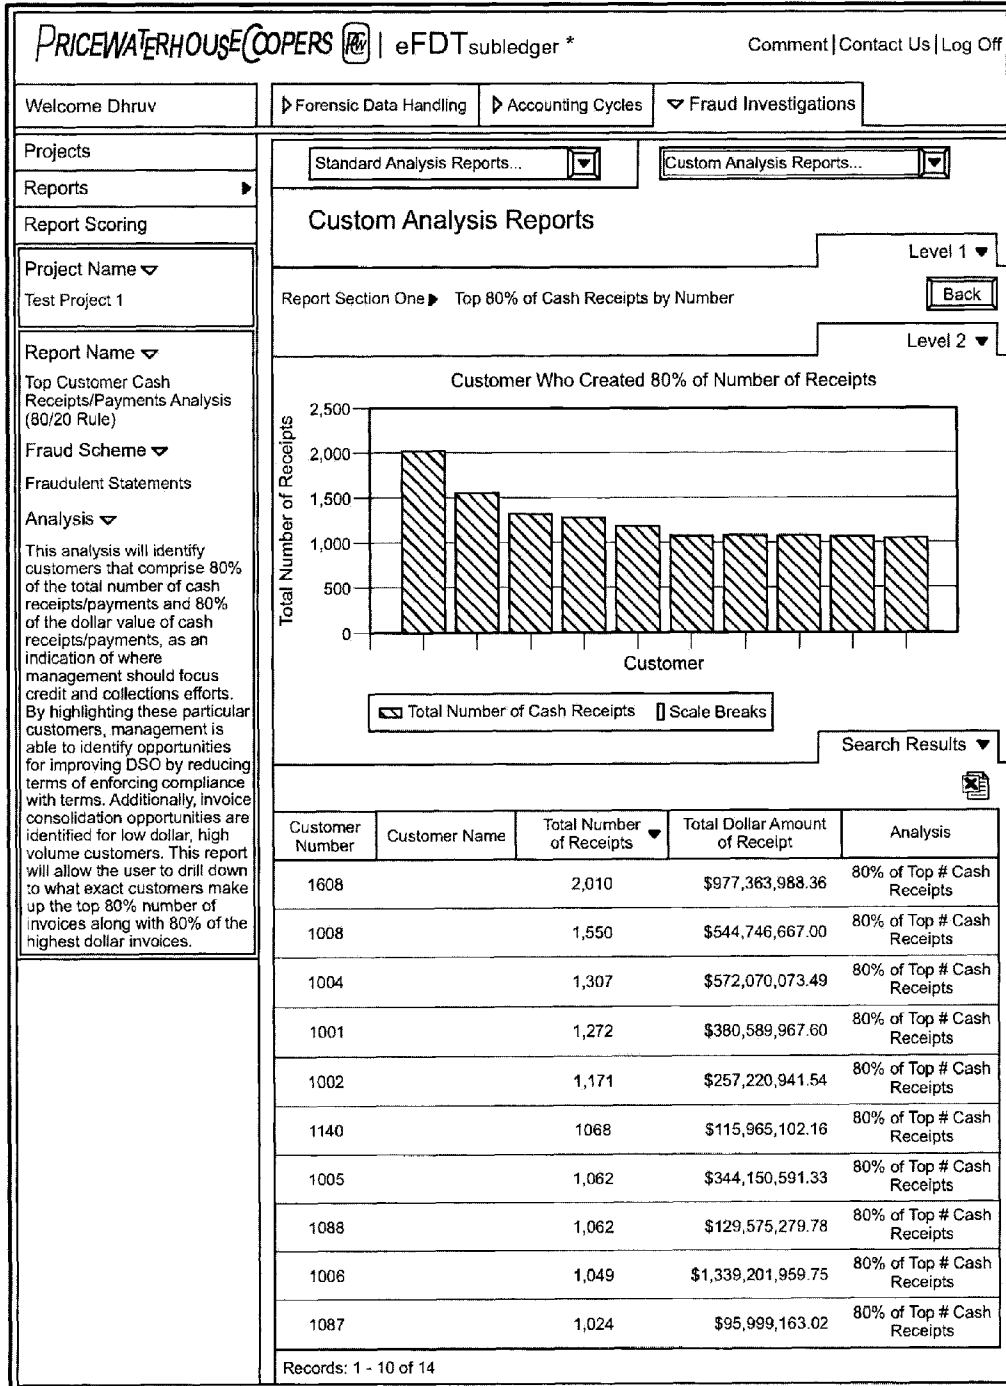 PRICEWATERHOUSECOOPERS PwC | eFDTsubledger *
Comment | Contact Us | Log Off
Welcome Dhruv
Forensic Data Handling
Accounting Cycles
Fraud Investigations
Projects
Reports
Report Scoring
Project Name
Test Project 1
Report Name
Top Customer Cash
Receipts/Payments Analysis
(80/20 Rule)
Fraud Scheme
Fraudulent Statements
Analysis
This analysis will identify
customers that comprise 80%
of the total number of cash
receipts/payments and 80%
of the dollar value of cash
receipts/payments, as an
indication of where
management should focus
credit and collections efforts.
By highlighting these particular
customers, management is
able to identify opportunities
for improving DSO by reducing
terms of enforcing compliance
with terms. Additionally, invoice
consolidation opportunities are
identified for low dollar, high
volume customers. This report
will allow the user to drill down
to what exact customers make
up the top 80% number of
invoices along with 80% of the
highest dollar invoices.
Standard Analysis Reports...
Custom Analysis Reports...
Custom Analysis Reports
Level 1
Report Section One Top 80% of Cash Receipts by Number
Back
Level 2
Customer Who Created 80% of Number of Receipts
Total Number of Receipts
2,500
2,000
1,500
1,000
500
0
Customer
Total Number of Cash Receipts Scale Breaks
Search Results
Customer Number Customer Name Total Number of Receipts Total Dollar Amount of Receipt Analysis
1608 2,010 $977,363,988.36 80% of Top # Cash Receipts
1008 1,550 $544,746,667.00 80% of Top # Cash Receipts
1004 1,307 $572,070,073.49 80% of Top # Cash Receipts
1001 1,272 $380,589,967.60 80% of Top # Cash Receipts
1002 1,171 $257,220,941.54 80% of Top # Cash Receipts
1140 1068 $115,965,102.16 80% of Top # Cash Receipts
1005 1,062 $344,150,591.33 80% of Top # Cash Receipts
1088 1,062 $129,575,279.78 80% of Top # Cash Receipts
1006 1,049 $1,339,201,959.75 80% of Top # Cash Receipts
1087 1,024 $95,999,163.02 80% of Top # Cash Receipts
Records: 1 - 10 of 14